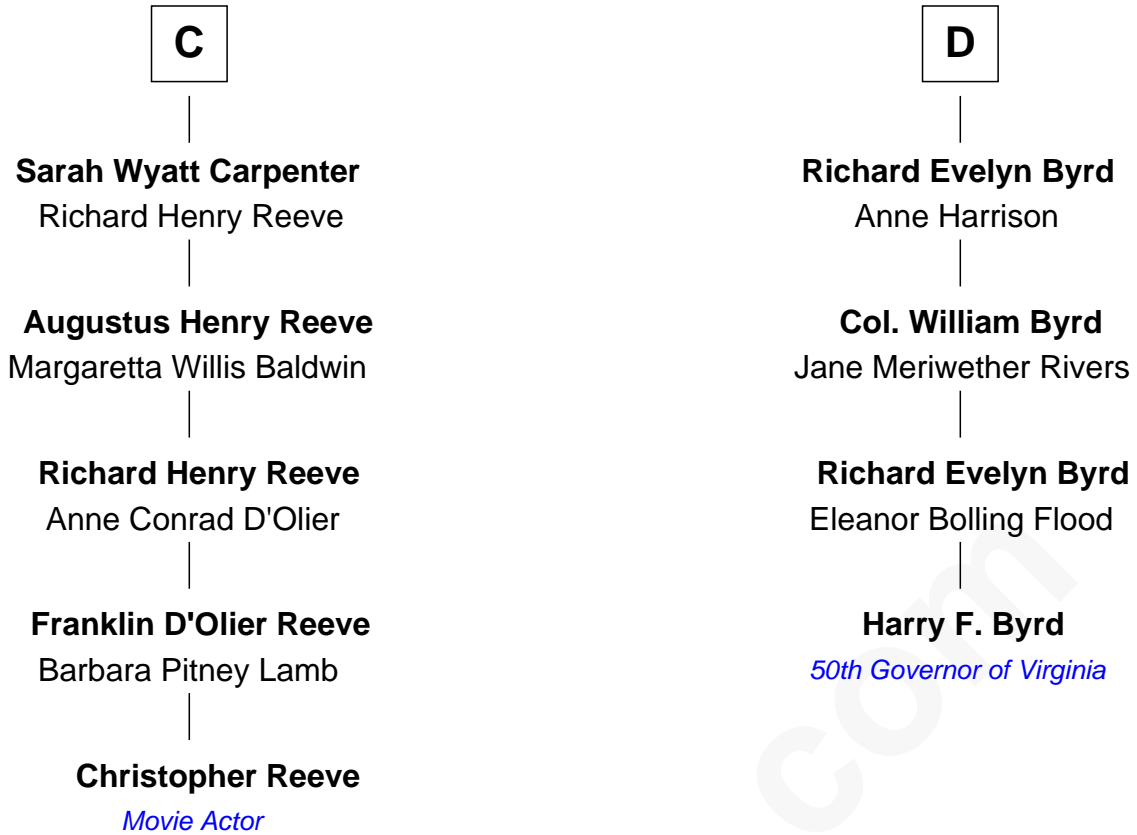 C
Sarah Wyatt Carpenter
Richard Henry Reeve
Augustus Henry Reeve
Margaretta Willis Baldwin
Richard Henry Reeve
Anne Conrad D'Olier
Franklin D'Olier Reeve
Barbara Pitney Lamb
Christopher Reeve
Movie Actor
D
Richard Evelyn Byrd
Anne Harrison
Col. William Byrd
Jane Meriwether Rivers
Richard Evelyn Byrd
Eleanor Bolling Flood
Harry F. Byrd
50th Governor of Virginia
com